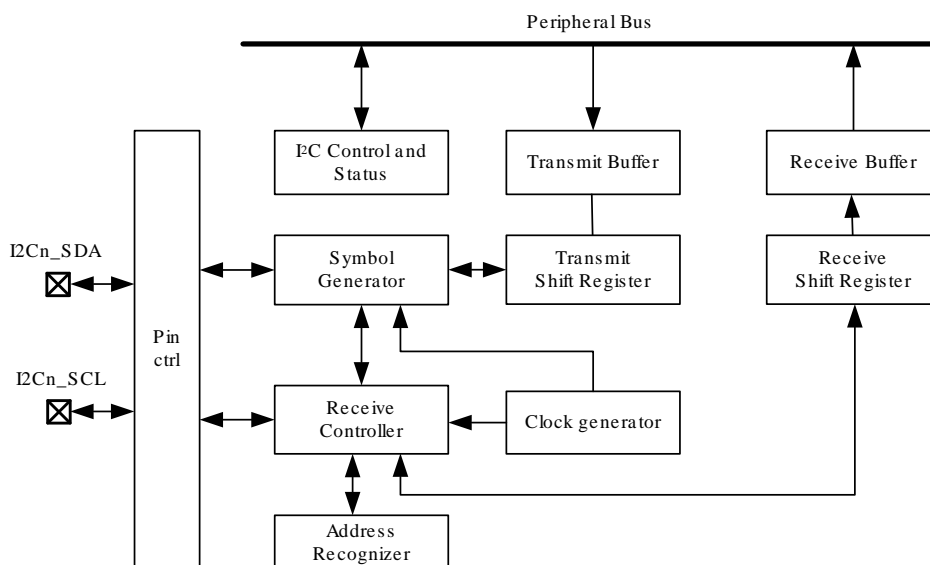 Peripheral Bus
I²C Control and
Status
Transmit Buffer
Receive Buffer
I2Cn_SDA
Symbol
Generator
Transmit
Shift Register
Receive
Shift Register
Pin
ctrl
I2Cn_SCL
Receive
Controller
Clock generator
Address
Recognizer